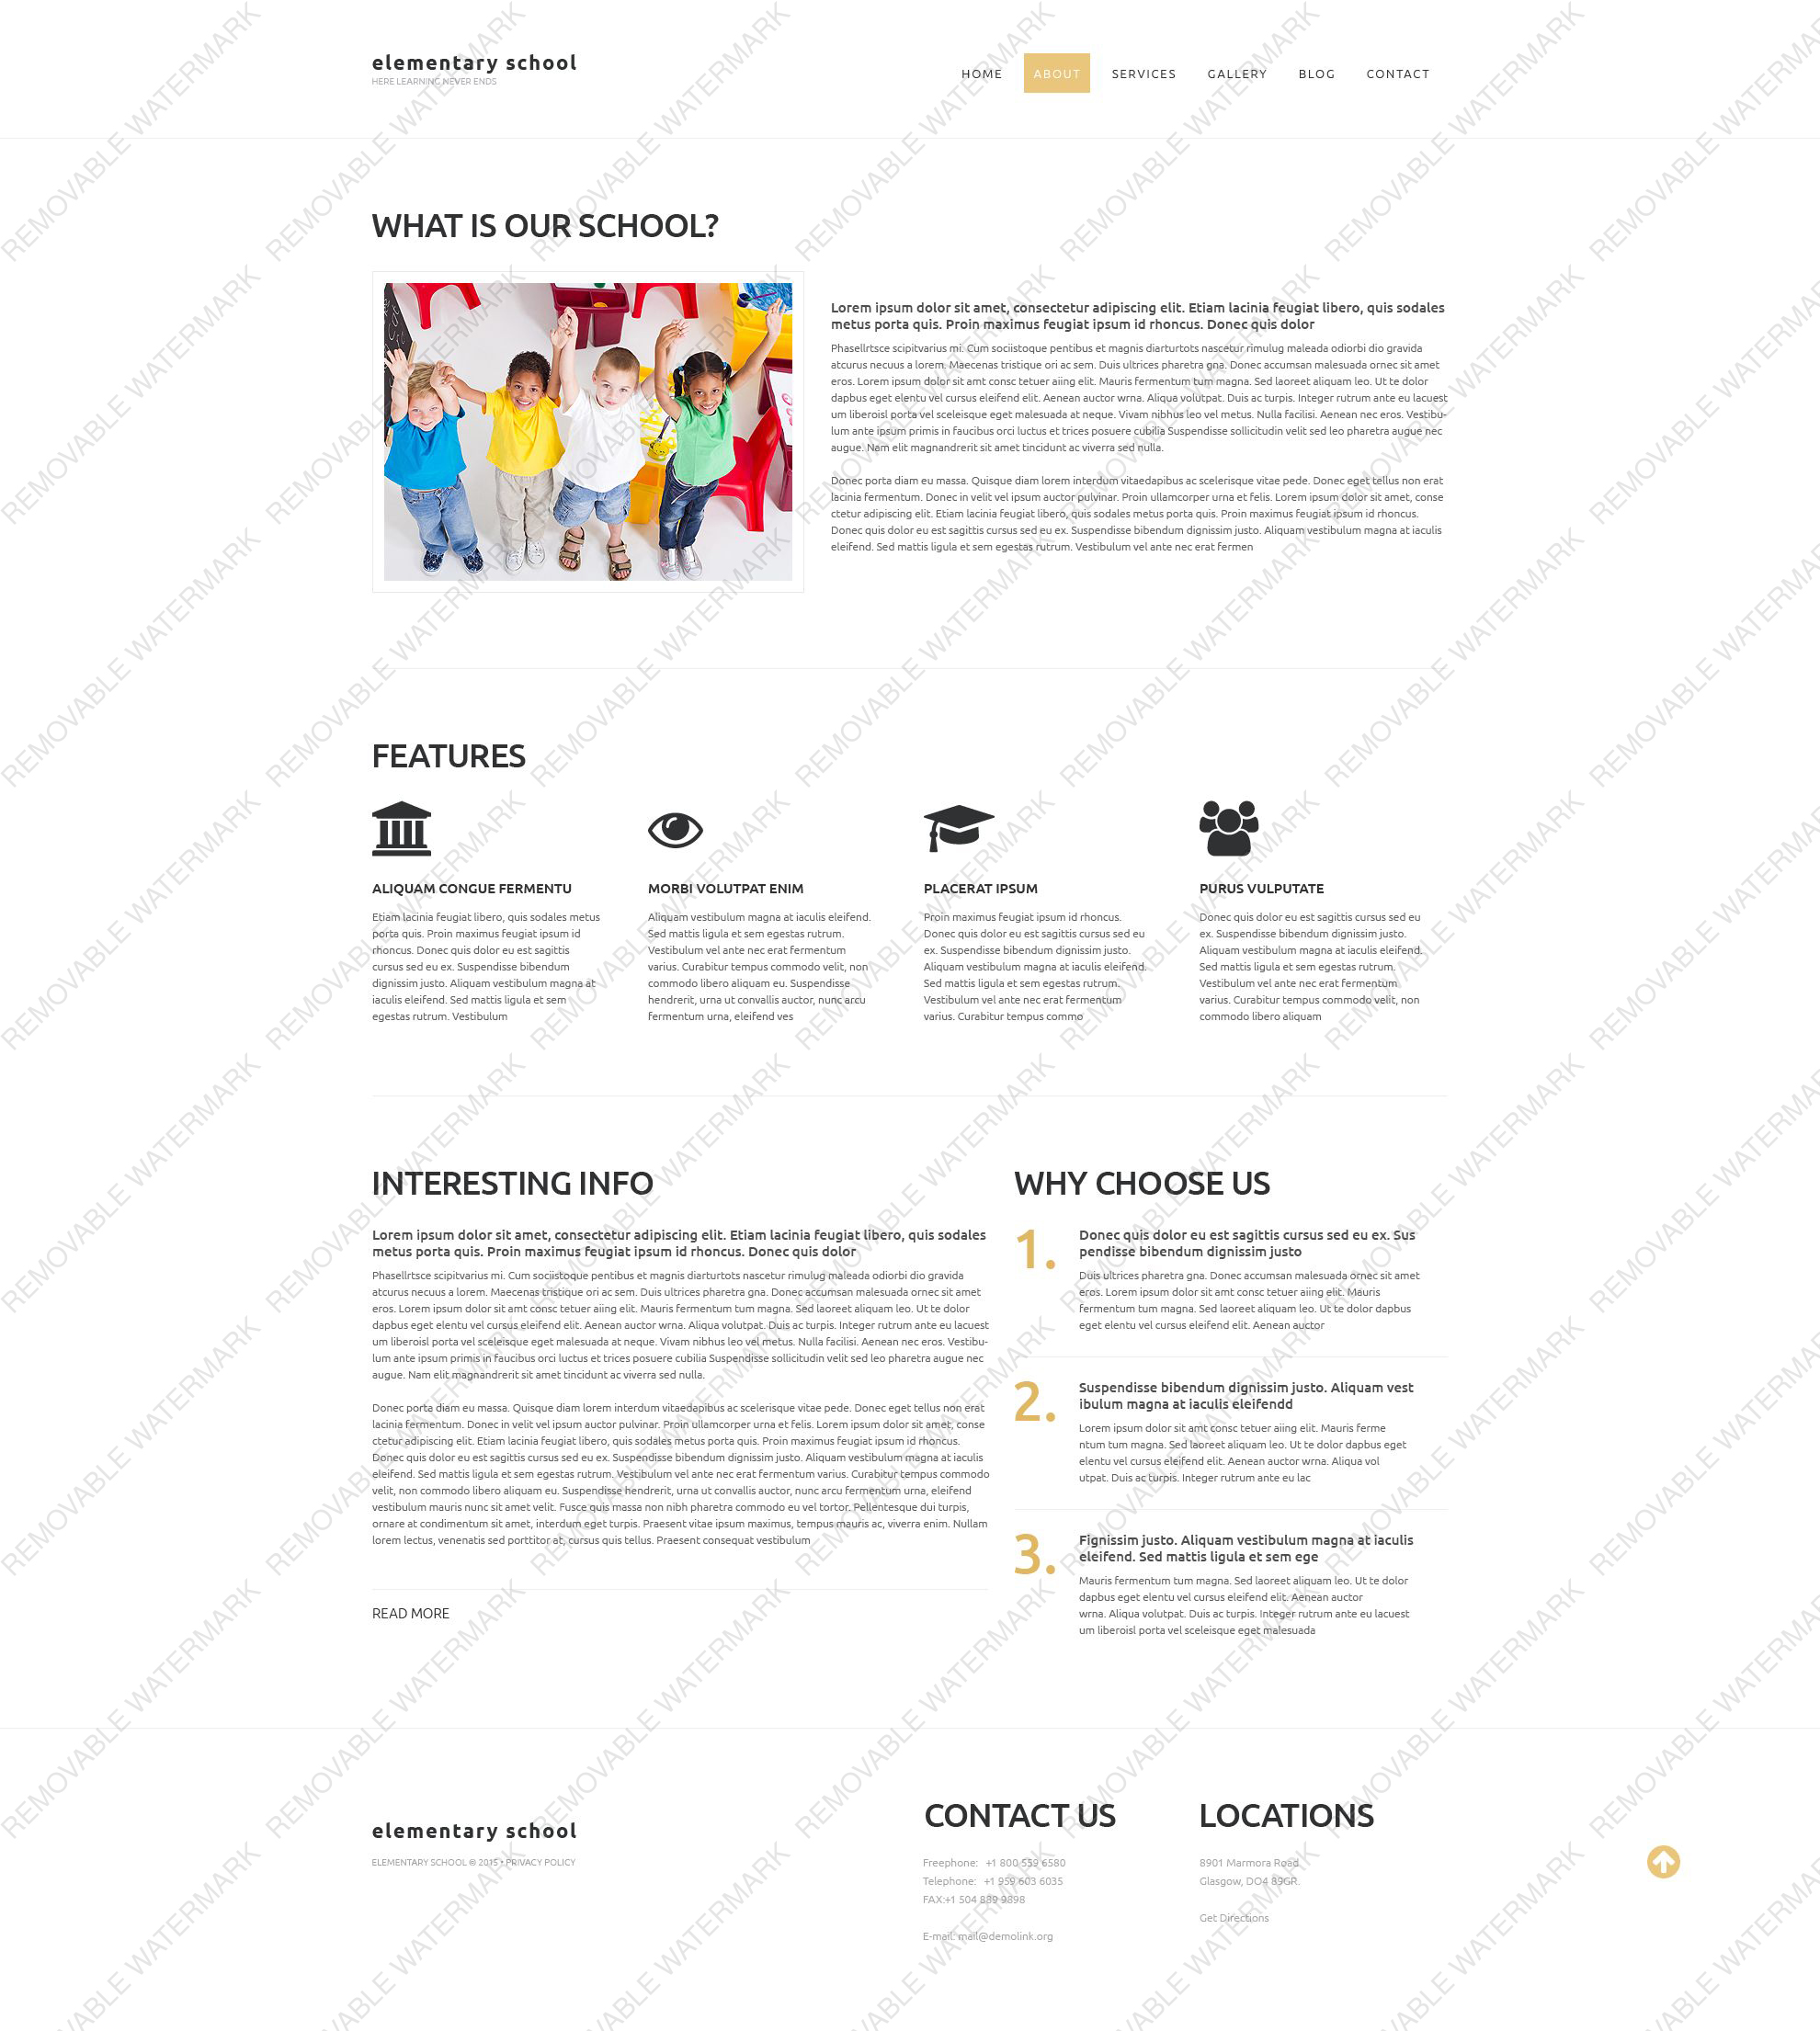 elementary school
HERE LEARNING NEVER ENDS
HOME ABOUT SERVICES GALLERY BLOG CONTACT
WHAT IS OUR SCHOOL?
Lorem ipsum dolor sit amet, consectetur adipiscing elit. Etiam lacinia feugiat libero, quis sodales
metus porta quis. Proin maximus feugiat ipsum id rhoncus. Donec quis dolor
Phasellrtsce scipitvarius mi. Cum sociistoque pentibus et magnis diarturtots nascetur rimulug maleada odiorbi dio gravida
atcurus necuus a lorem. Maecenas tristique ori ac sem. Duis ultrices pharetra gna. Donec accumsan malesuada ornec sit amet
eros. Lorem ipsum dolor sit amt consc tetuer aiing elit. Mauris fermentum tum magna. Sed laoreet aliquam leo. Ut te dolor
dapbus eget elentu vel cursus eleifend elit. Aenean auctor wrna. Aliqua volutpat. Duis ac turpis. Integer rutrum ante eu lacuest
um liberoisl porta vel sceleisque eget malesuada at neque. Vivam nibhus leo vel metus. Nulla facilisi. Aenean nec eros. Vestibu-
lum ante ipsum primis in faucibus orci luctus et trices posuere cubilia Suspendisse sollicitudin velit sed leo pharetra augue nec
augue. Nam elit magnandrerit sit amet tincidunt ac viverra sed nulla.
Donec porta diam eu massa. Quisque diam lorem interdum vitaedapibus ac scelerisque vitae pede. Donec eget tellus non erat
lacinia fermentum. Donec in velit vel ipsum auctor pulvinar. Proin ullamcorper urna et felis. Lorem ipsum dolor sit amet, conse
ctetur adipiscing elit. Etiam lacinia feugiat libero, quis sodales metus porta quis. Proin maximus feugiat ipsum id rhoncus.
Donec quis dolor eu est sagittis cursus sed eu ex. Suspendisse bibendum dignissim justo. Aliquam vestibulum magna at iaculis
eleifend. Sed mattis ligula et sem egestas rutrum. Vestibulum vel ante nec erat fermen
FEATURES
ALIQUAM CONGUE FERMENTU
Etiam lacinia feugiat libero, quis sodales metus
porta quis. Proin maximus feugiat ipsum id
rhoncus. Donec quis dolor eu est sagittis
cursus sed eu ex. Suspendisse bibendum
dignissim justo. Aliquam vestibulum magna at
iaculis eleifend. Sed mattis ligula et sem
egestas rutrum. Vestibulum
MORBI VOLUTPAT ENIM
Aliquam vestibulum magna at iaculis eleifend.
Sed mattis ligula et sem egestas rutrum.
Vestibulum vel ante nec erat fermentum
varius. Curabitur tempus commodo velit, non
commodo libero aliquam eu. Suspendisse
hendrerit, urna ut convallis auctor, nunc arcu
fermentum urna, eleifend ves
PLACERAT IPSUM
Proin maximus feugiat ipsum id rhoncus.
Donec quis dolor eu est sagittis cursus sed eu
ex. Suspendisse bibendum dignissim justo.
Aliquam vestibulum magna at iaculis eleifend.
Sed mattis ligula et sem egestas rutrum.
Vestibulum vel ante nec erat fermentum
varius. Curabitur tempus commo
PURUS VULPUTATE
Donec quis dolor eu est sagittis cursus sed eu
ex. Suspendisse bibendum dignissim justo.
Aliquam vestibulum magna at iaculis eleifend.
Sed mattis ligula et sem egestas rutrum.
Vestibulum vel ante nec erat fermentum
varius. Curabitur tempus commodo velit, non
commodo libero aliquam
INTERESTING INFO
Lorem ipsum dolor sit amet, consectetur adipiscing elit. Etiam lacinia feugiat libero, quis sodales
metus porta quis. Proin maximus feugiat ipsum id rhoncus. Donec quis dolor
Phasellrtsce scipitvarius mi. Cum sociistoque pentibus et magnis diarturtots nascetur rimulug maleada odiorbi dio gravida
atcurus necuus a lorem. Maecenas tristique ori ac sem. Duis ultrices pharetra gna. Donec accumsan malesuada ornec sit amet
eros. Lorem ipsum dolor sit amt consc tetuer aiing elit. Mauris fermentum tum magna. Sed laoreet aliquam leo. Ut te dolor
dapbus eget elentu vel cursus eleifend elit. Aenean auctor wrna. Aliqua volutpat. Duis ac turpis. Integer rutrum ante eu lacuest
um liberoisl porta vel sceleisque eget malesuada at neque. Vivam nibhus leo vel metus. Nulla facilisi. Aenean nec eros. Vestibu-
lum ante ipsum primis in faucibus orci luctus et trices posuere cubilia Suspendisse sollicitudin velit sed leo pharetra augue nec
augue. Nam elit magnandrerit sit amet tincidunt ac viverra sed nulla.
Donec porta diam eu massa. Quisque diam lorem interdum vitaedapibus ac scelerisque vitae pede. Donec eget tellus non erat
lacinia fermentum. Donec in velit vel ipsum auctor pulvinar. Proin ullamcorper urna et felis. Lorem ipsum dolor sit amet, conse
ctetur adipiscing elit. Etiam lacinia feugiat libero, quis sodales metus porta quis. Proin maximus feugiat ipsum id rhoncus.
Donec quis dolor eu est sagittis cursus sed eu ex. Suspendisse bibendum dignissim justo. Aliquam vestibulum magna at iaculis
eleifend. Sed mattis ligula et sem egestas rutrum. Vestibulum vel ante nec erat fermentum varius. Curabitur tempus commodo
velit, non commodo libero aliquam eu. Suspendisse hendrerit, urna ut convallis auctor, nunc arcu fermentum urna, eleifend
vestibulum mauris nunc sit amet velit. Fusce quis massa non nibh pharetra commodo eu vel tortor. Pellentesque dui turpis,
ornare at condimentum sit amet, interdum eget turpis. Praesent vitae ipsum maximus, tempus mauris ac, viverra enim. Nullam
lorem lectus, venenatis sed porttitor at, cursus quis tellus. Praesent consequat vestibulum
READ MORE
WHY CHOOSE US
1.
Donec quis dolor eu est sagittis cursus sed eu ex. Sus
pendisse bibendum dignissim justo
Duis ultrices pharetra gna. Donec accumsan malesuada ornec sit amet
eros. Lorem ipsum dolor sit amt consc tetuer aiing elit. Mauris
fermentum tum magna. Sed laoreet aliquam leo. Ut te dolor dapbus
eget elentu vel cursus eleifend elit. Aenean auctor
2.
Suspendisse bibendum dignissim justo. Aliquam vest
ibulum magna at iaculis eleifendd
Lorem ipsum dolor sit amt consc tetuer aiing elit. Mauris ferme
ntum tum magna. Sed laoreet aliquam leo. Ut te dolor dapbus eget
elentu vel cursus eleifend elit. Aenean auctor wrna. Aliqua vol
utpat. Duis ac turpis. Integer rutrum ante eu lac
3.
Fignissim justo. Aliquam vestibulum magna at iaculis
eleifend. Sed mattis ligula et sem ege
Mauris fermentum tum magna. Sed laoreet aliquam leo. Ut te dolor
dapbus eget elentu vel cursus eleifend elit. Aenean auctor
wrna. Aliqua volutpat. Duis ac turpis. Integer rutrum ante eu lacuest
um liberoisl porta vel sceleisque eget malesuada
elementary school
ELEMENTARY SCHOOL © 2015 • PRIVACY POLICY
CONTACT US
Freephone: +1 800 559 6580
Telephone: +1 959 603 6035
FAX:+1 504 889 9898
E-mail: mail@demolink.org
LOCATIONS
8901 Marmora Road
Glasgow, DO4 89GR.
Get Directions
REMOVABLE WATERMARK